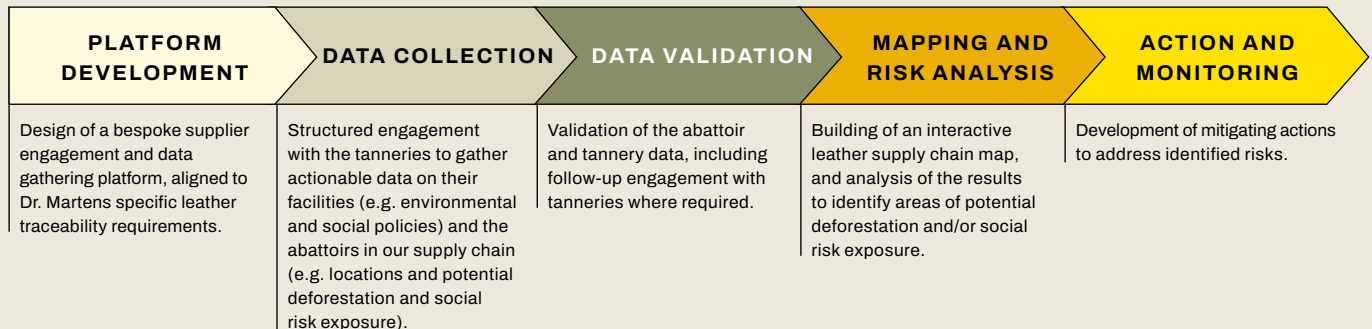 PLATFORM
DEVELOPMENT
Design of a bespoke supplier
engagement and data
gathering platform, aligned to
Dr. Martens specific leather
traceability requirements.
DATA COLLECTION
Structured engagement
with the tanneries to gather
actionable data on their
facilities (e.g. environmental
and social policies) and the
abattoirs in our supply chain
(e.g. locations and potential
deforestation and social
risk exposure).
DATA VALIDATION
Validation of the abattoir
and tannery data, including
follow-up engagement with
tanneries where required.
MAPPING AND
RISK ANALYSIS
Building of an interactive
leather supply chain map,
and analysis of the results
to identify areas of potential
deforestation and/or social
risk exposure.
ACTION AND
MONITORING
Development of mitigating actions
to address identified risks.